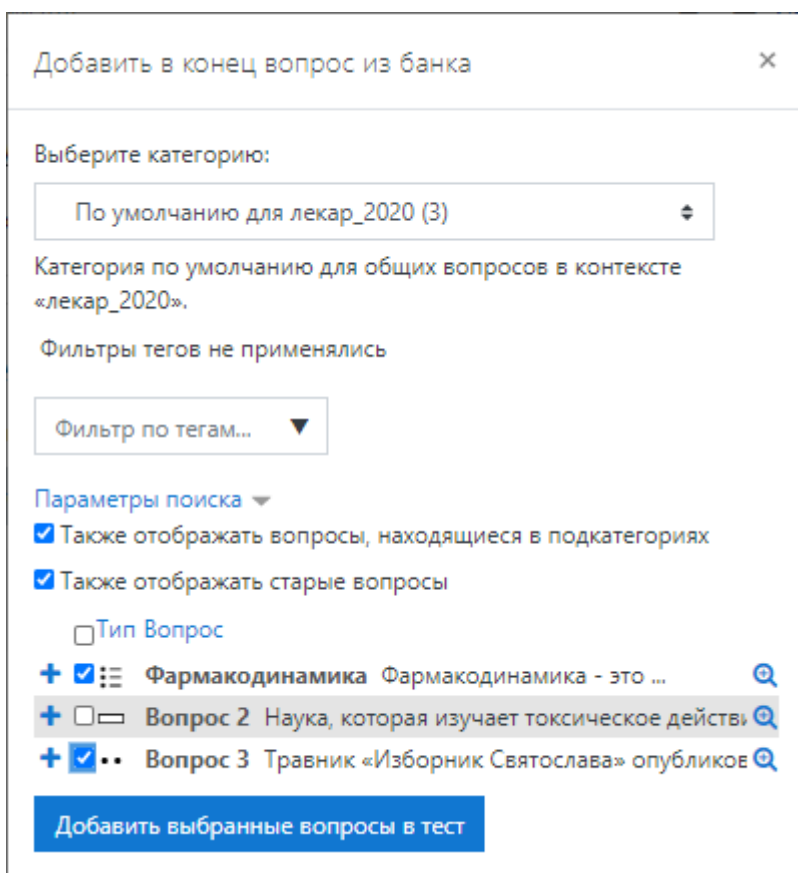 Добавить в конец вопрос из банка ×
Выберите категорию:
По умолчанию для лекар_2020 (3)
Категория по умолчанию для общих вопросов в контексте
«лекар_2020».
Фильтры тегов не применялись
Фильтр по тегам... ▼
Параметры поиска
Также отображать вопросы, находящиеся в подкатегориях
Также отображать старые вопросы
Тип Вопрос
Фармакодинамика Фармакодинамика - это ...
Вопрос 2 Наука, которая изучает токсическое действи
Вопрос 3 Травник «Изборник Святослава» опубликов
Добавить выбранные вопросы в тест